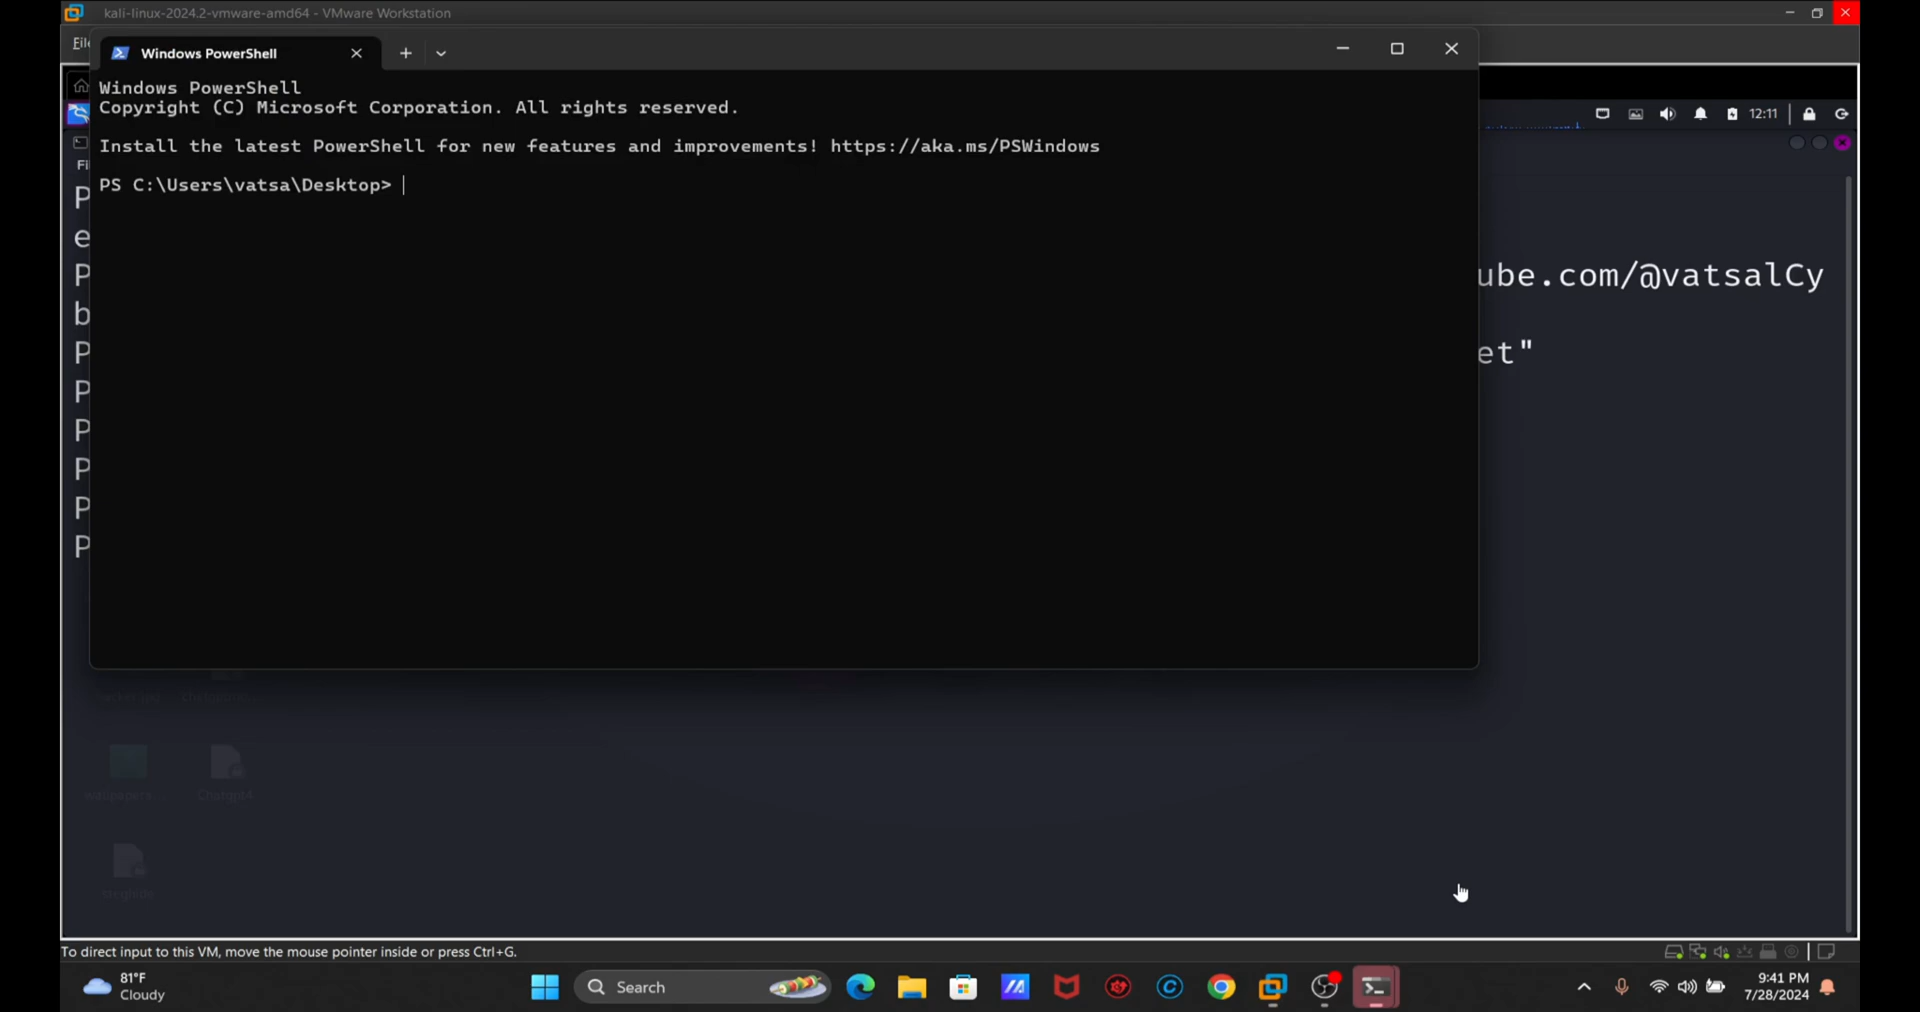 kali-linux-2024.2-vmware-amd64 - VMware Workstation
Windows PowerShell
Windows PowerShell
Copyright (C) Microsoft Corporation. All rights reserved.
Install the latest PowerShell for new features and improvements! https://aka.ms/PSWindows
PS C:\Users\vatsa\Desktop>
12:11
P
e
P
ube.com/@vatsalCy
b
P
et"
P
P
P
P
P
Chatgpt4
steghide
To direct input to this VM, move the mouse pointer inside or press Ctrl+G.
81°F
Cloudy
Search
9:41 PM
7/28/2024